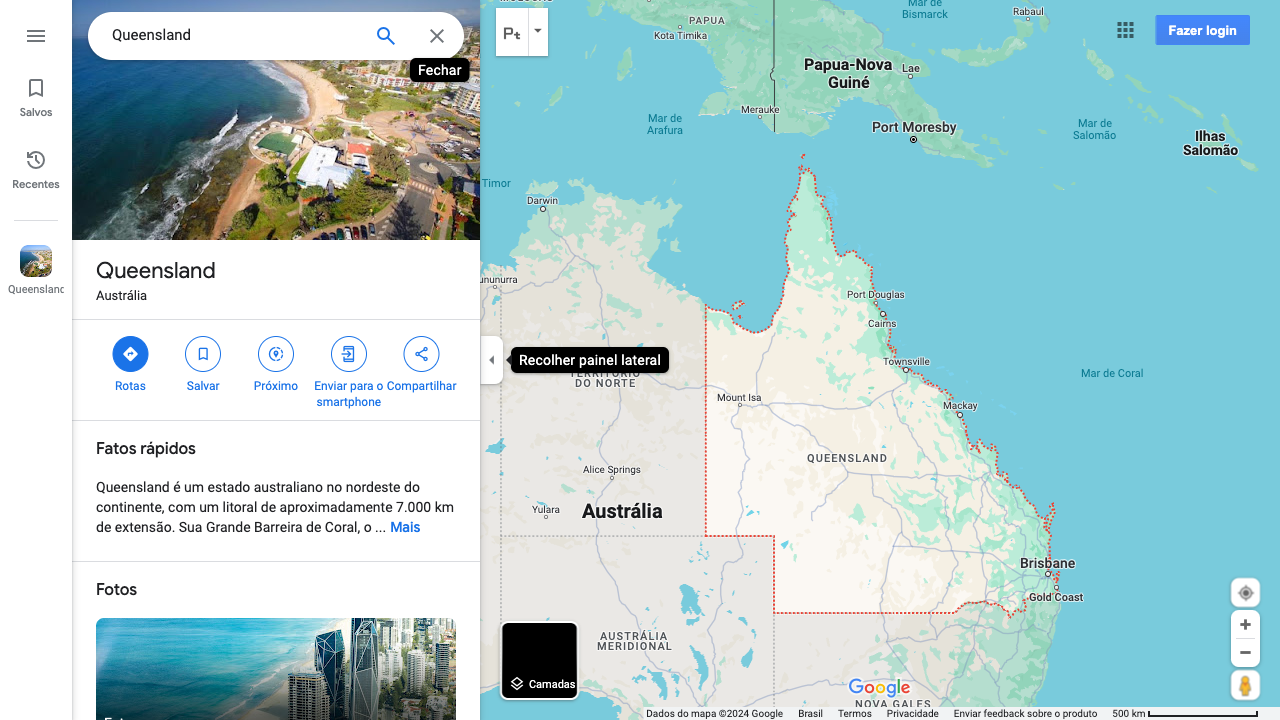 Queensland
Fechar
Salvos
Recentes
Queensland
Austrália
Rotas
Salvar
Próximo
Enviar para o smartphone
Compartilhar
Fatos rápidos
Queensland é um estado australiano no nordeste do
continente, com um litoral de aproximadamente 7.000 km
de extensão. Sua Grande Barreira de Coral, o ... Mais
Fotos
Recolher painel lateral
Fazer login
PAPUA
Kota Timika
Rabaul
Mar de
Bismarck
Papua-Nova
Guiné
Lae
Merauke
Mar de
Arafura
Port Moresby
Mar de
Salomão
Ilhas
Salomão
Timor
Darwin
ununurra
Port Douglas
Cairns
Townsville
TERRITÓRIO
DO NORTE
Mar de Coral
Mount Isa
Mackay
QUEENSLAND
Alice Springs
Yulara
Austrália
Brisbane
Gold Coast
AUSTRÁLIA
MERIDIONAL
Camadas
Google
NOVA GALES
Dados do mapa ©2024 Google
Brasil
Termos
Privacidade
Enviar feedback sobre o produto
500 km